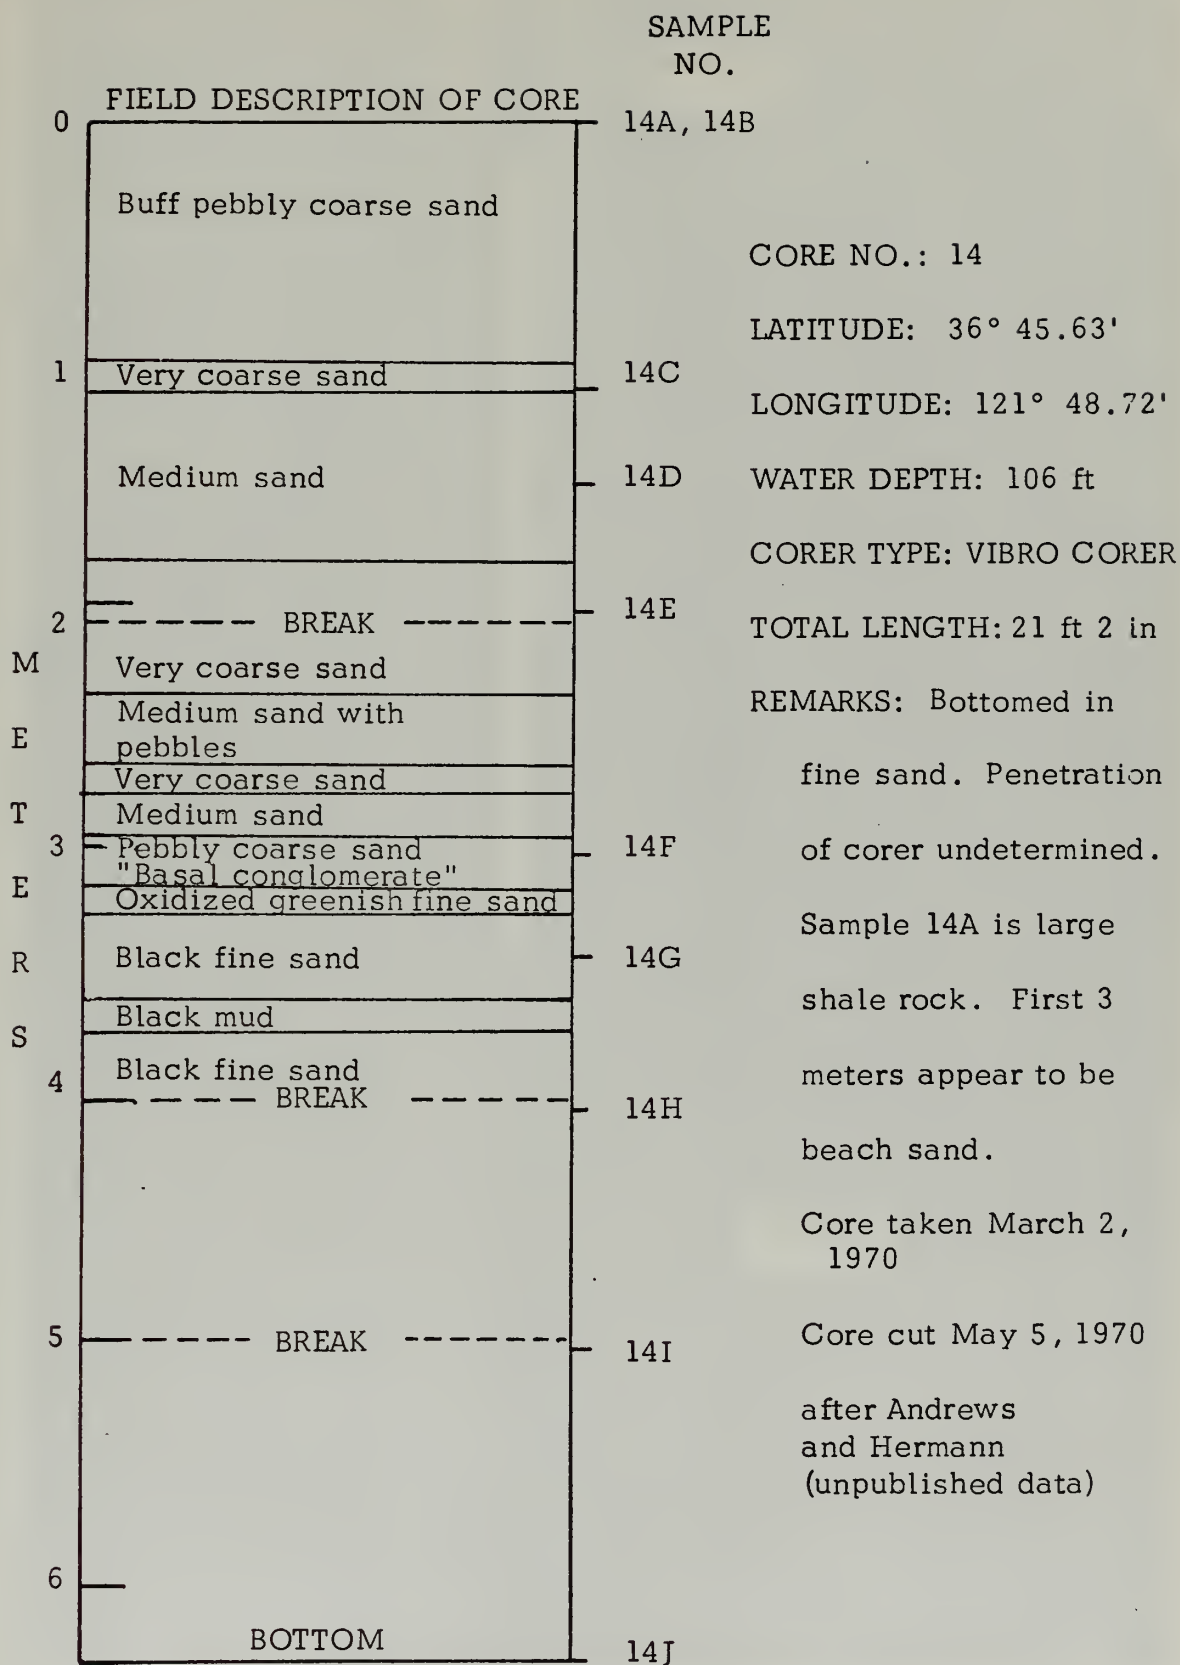 SAMPLE
NO.
FIELD DESCRIPTION OF CORE
0
14A, 14B
Buff pebbly coarse sand
1
Very coarse sand
14C
Medium sand
14D
14E
2
BREAK
Very coarse sand
Medium sand with
pebbles
Very coarse sand
Medium sand
3
Pebbly coarse sand
14F
"Basal conglomerate"
Oxidized greenish fine sand
Black fine sand
14G
Black mud
Black fine sand
4
BREAK
14H
5
BREAK
14I
6
BOTTOM
14J
M
E
T
E
R
S
CORE NO.: 14
LATITUDE: 36° 45.63'
LONGITUDE: 121° 48.72'
WATER DEPTH: 106 ft
CORER TYPE: VIBRO CORER
TOTAL LENGTH: 21 ft 2 in
REMARKS: Bottomed in
fine sand. Penetration
of corer undetermined.
Sample 14A is large
shale rock. First 3
meters appear to be
beach sand.
Core taken March 2,
1970
Core cut May 5, 1970
after Andrews
and Hermann
(unpublished data)